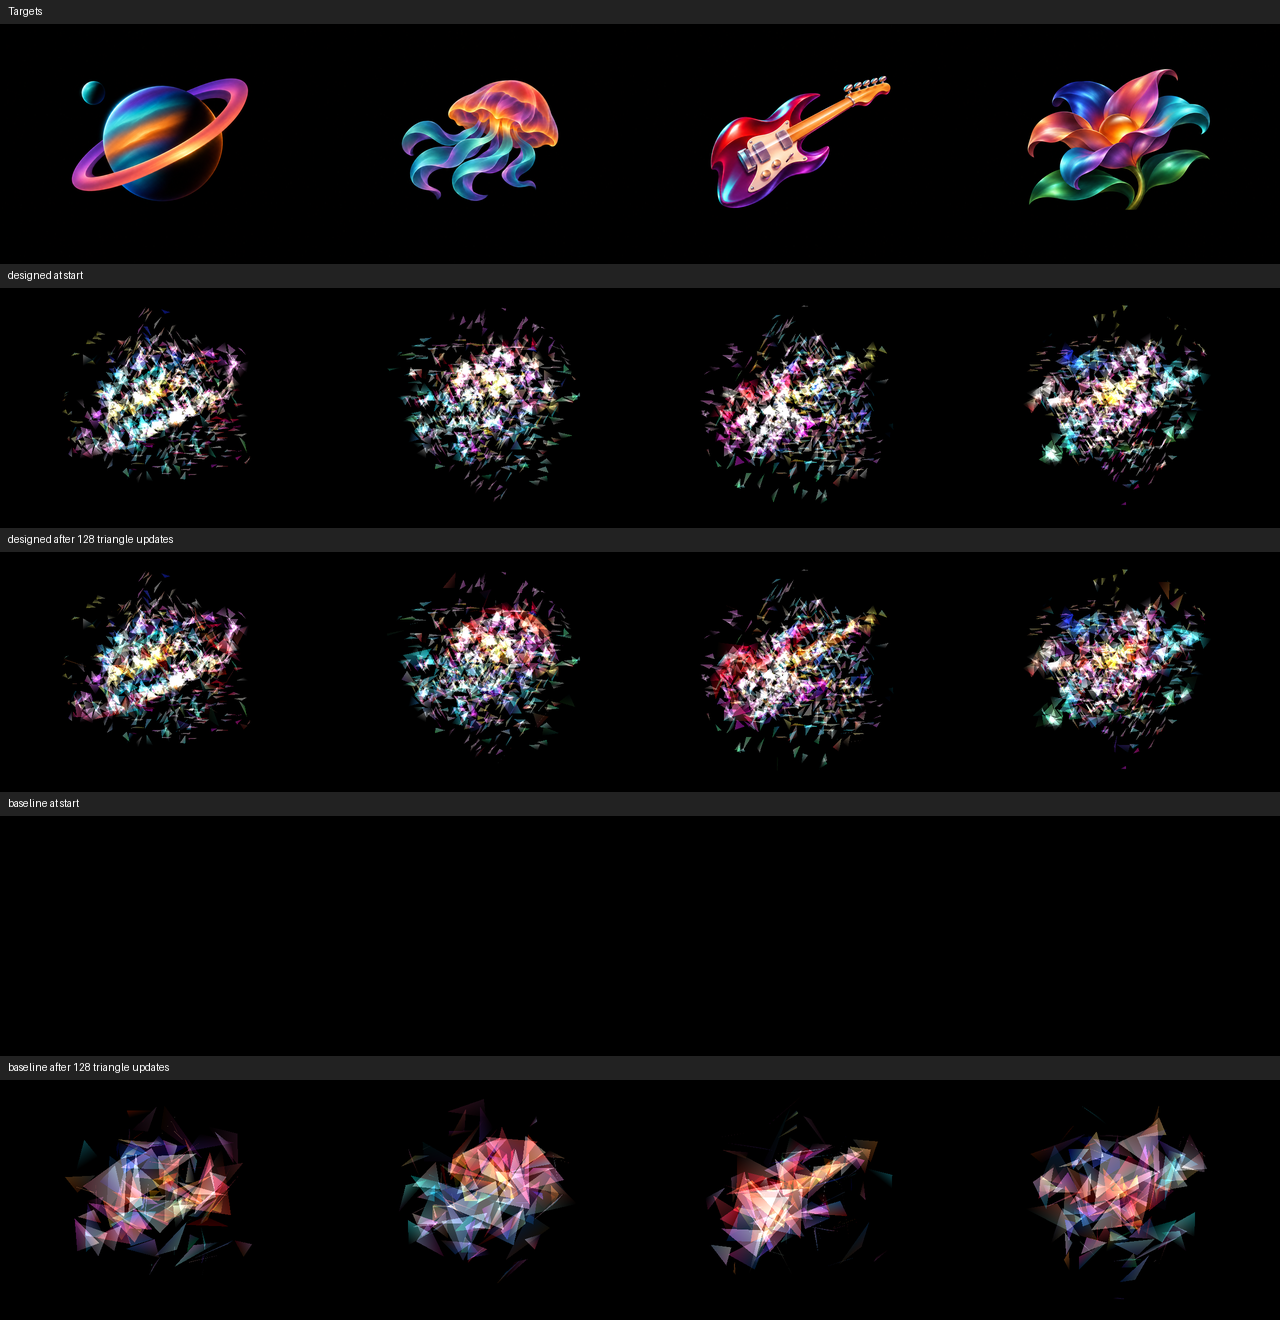 Targets
designed at start
designed after 128 triangle updates
baseline at start
baseline after 128 triangle updates